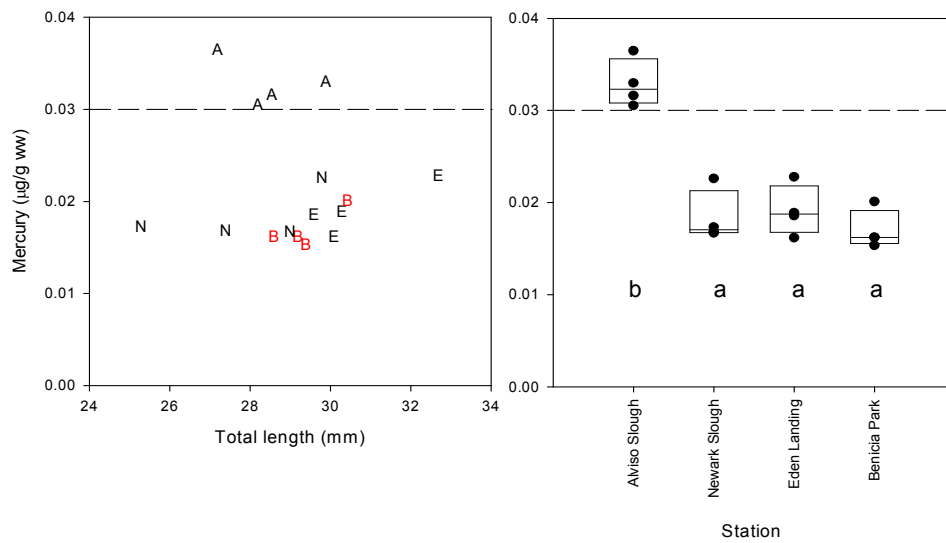 0.04
0.03
0.02
0.01
0.00
Mercury (µg/g ww)
A
A
A
A
N
E
B
E
E
N
N
N
B
B
E
B
24
26
28
30
32
34
Total length (mm)
0.04
0.03
0.02
0.01
0.00
b
a
a
a
Alviso Slough
Newark Slough
Eden Landing
Benicia Park
Station